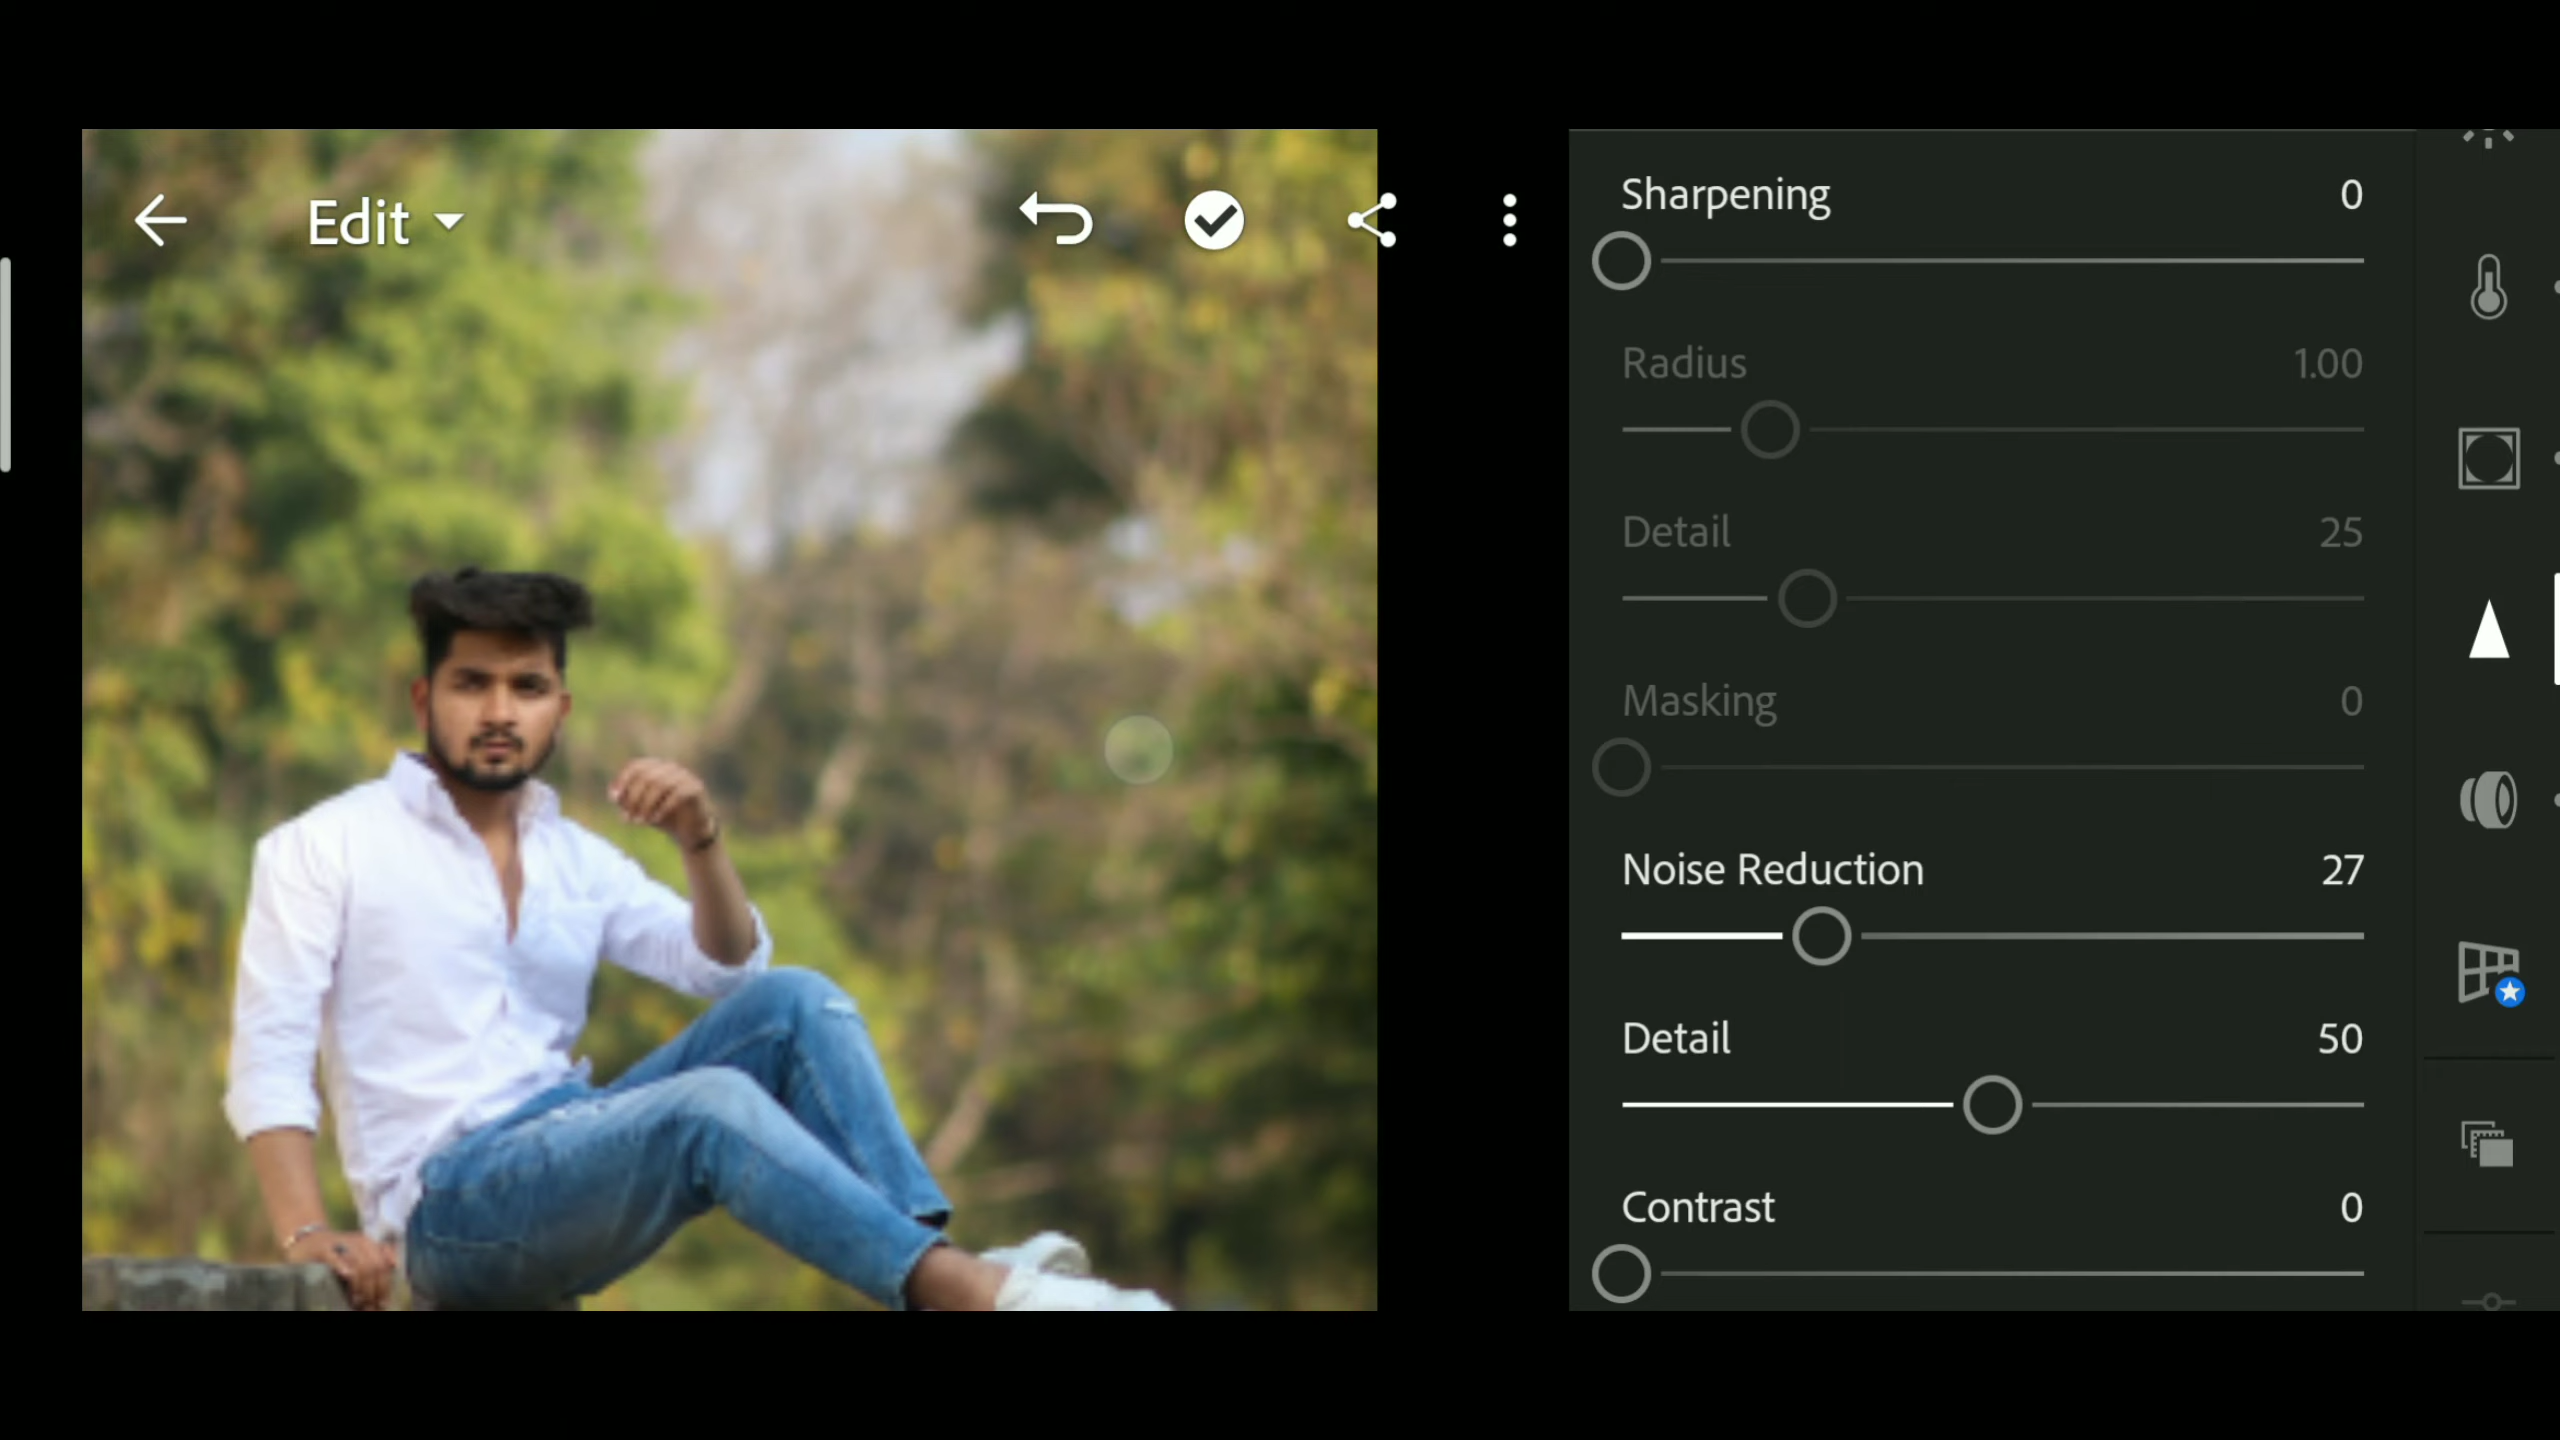 Edit
Sharpening 0
Radius 1.00
Detail 25
Masking 0
Noise Reduction 27
Detail 50
Contrast 0